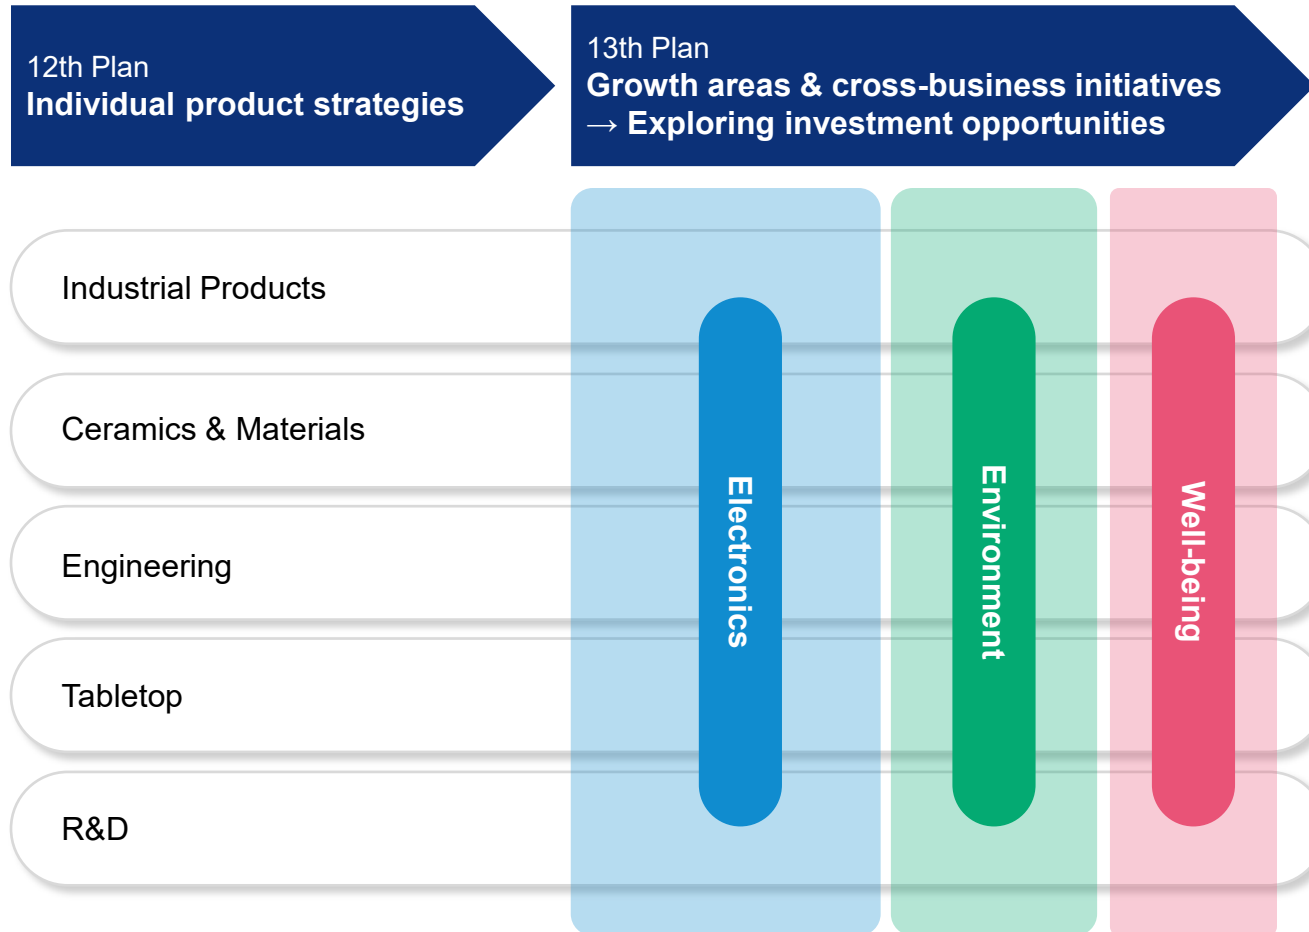 12th Plan
Individual product strategies
13th Plan
Growth areas & cross-business initiatives
→ Exploring investment opportunities
Industrial Products
Ceramics & Materials
Engineering
Tabletop
R&D
Electronics
Environment
Well-being